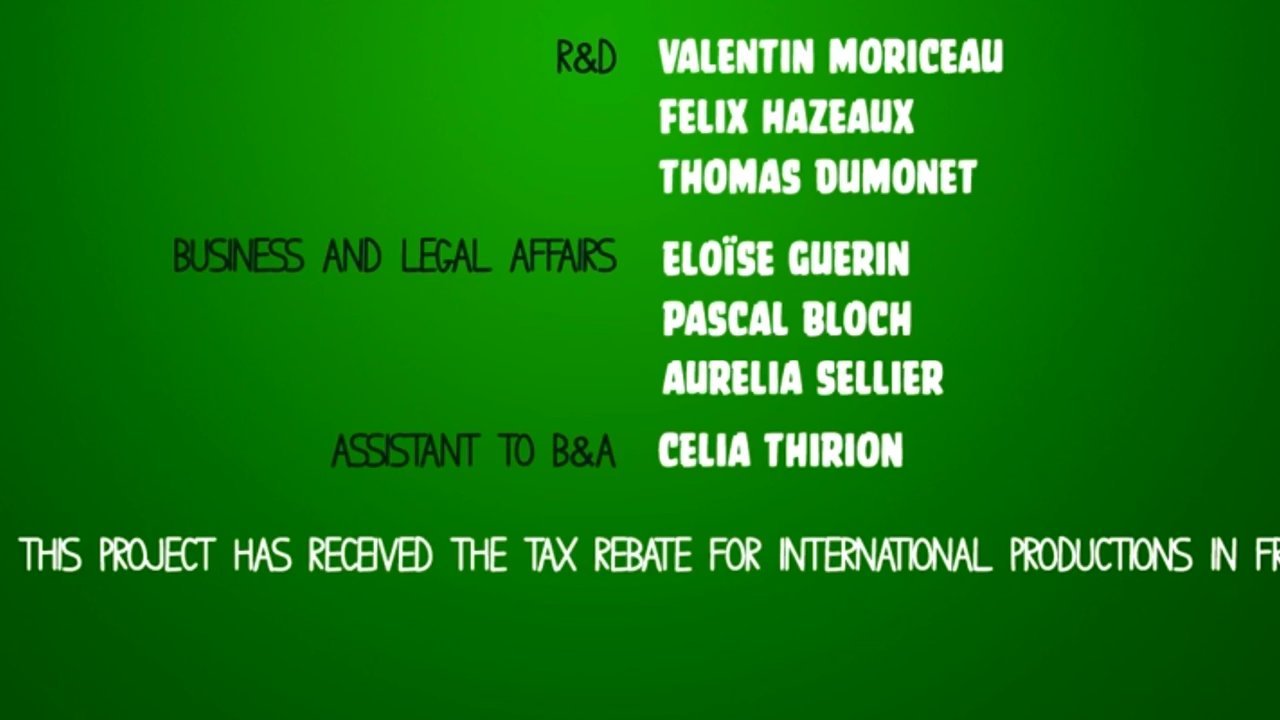 R&D VALENTIN MORICEAU
FELIX HAZEAUX
THOMAS DUMONET
BUSINESS AND LEGAL AFFAIRS ELOÏSE GUERIN
PASCAL BLOCH
AURELIA SELLIER
ASSISTANT TO B&A CELIA THIRION
THIS PROJECT HAS RECEIVED THE TAX REBATE FOR INTERNATIONAL PRODUCTIONS IN